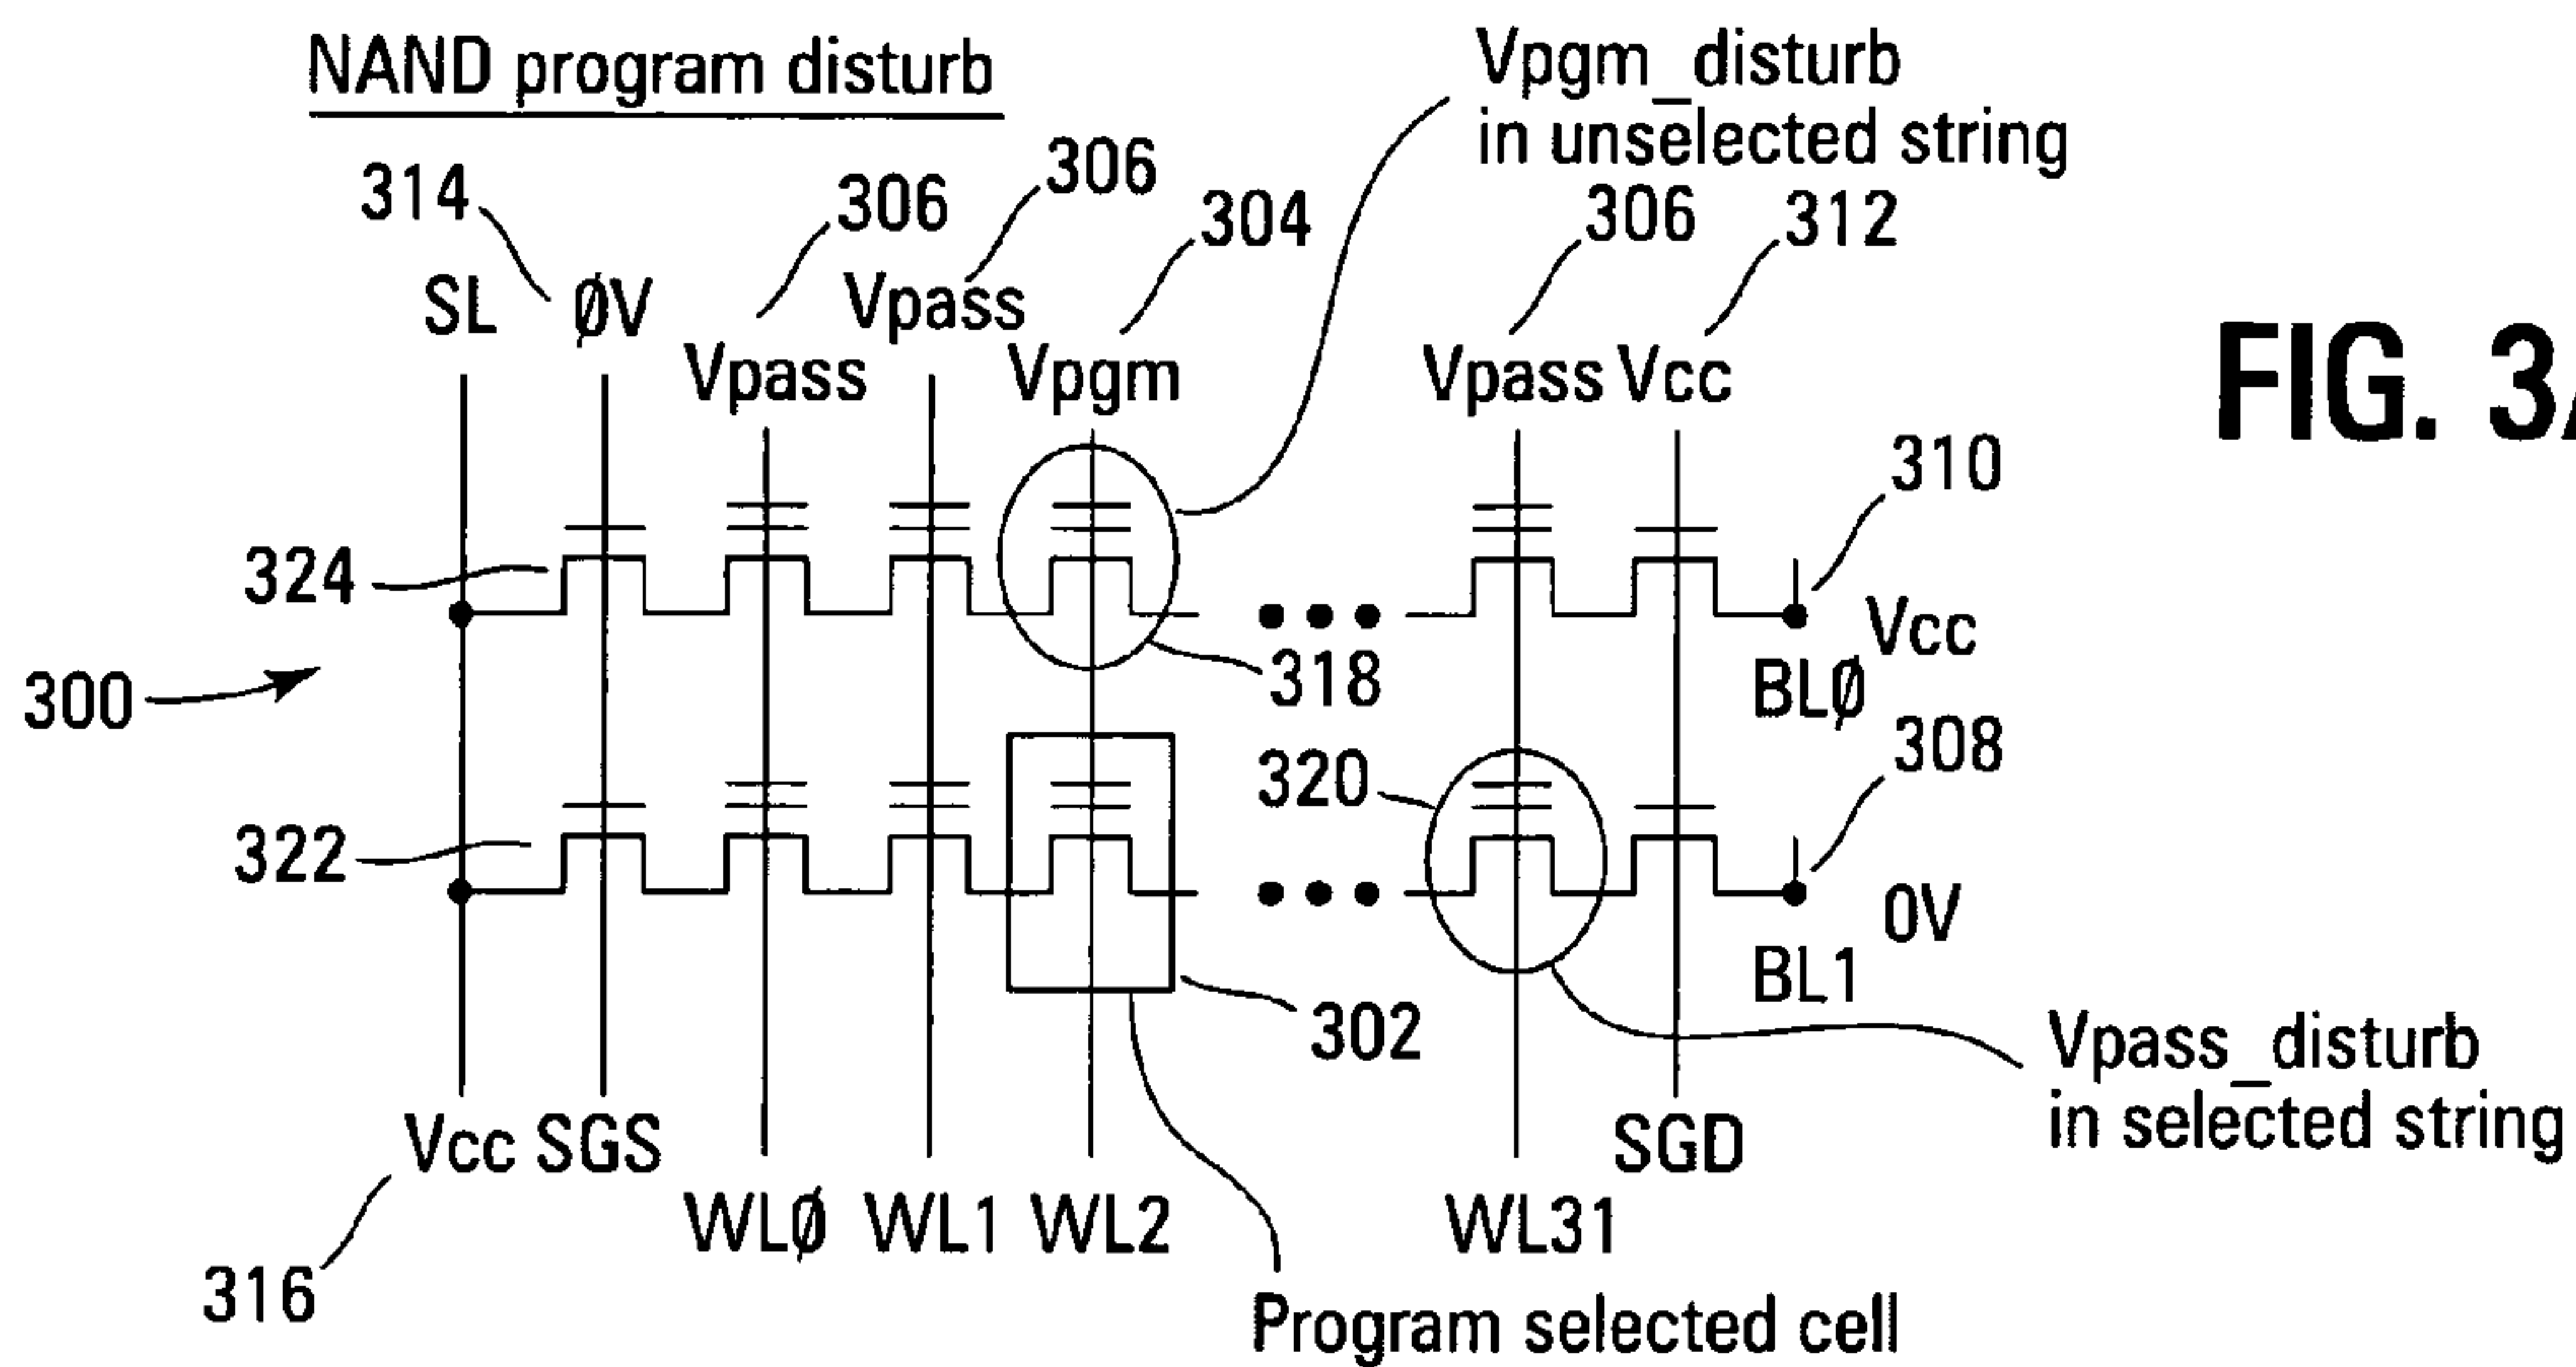 NAND program disturb
Vpgm_disturb
in unselected string
314
306
306
304
306
312
SL
ØV
Vpass
Vpass
Vpgm
Vpass
Vcc
FIG. 3A
310
324
Vcc
BLØ
318
300
308
320
322
0V
BL1
302
Vpass_disturb
in selected string
Vcc
SGS
SGD
WLØ
WL1
WL2
WL31
316
Program selected cell